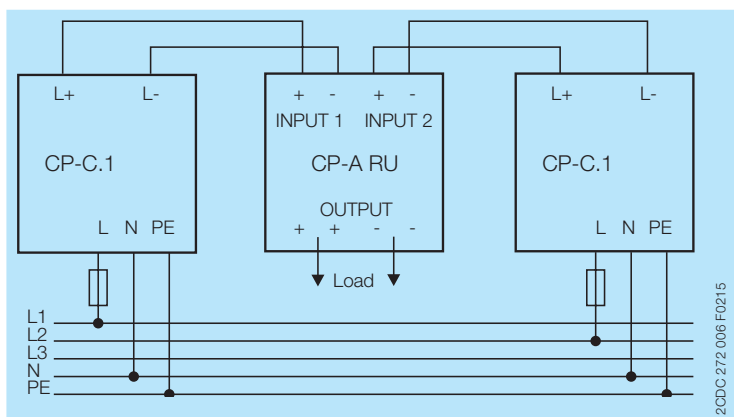 L+ L- + - + - L+ L-
INPUT 1 INPUT 2
CP-C.1 CP-A RU CP-C.1
OUTPUT
L N PE + + - - L N PE
Load
L1
L2
L3
N
PE
2CDC 272 006 F0215